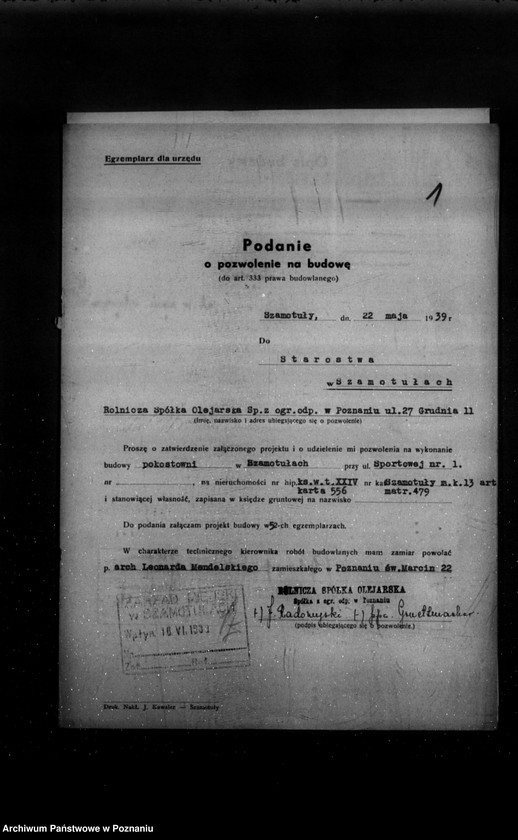 Egzemplarz dla urzędu
1
Podanie
o pozwolenie na budowę
(do art. 333 prawa budowlanego)
Szamotuły, dn. 22 maja 1939 r
Do
Starostwa
w Szamotułach
Rolnicza Spółka Olejarska Sp.z ogr.odp. w Poznaniu ul.27 Grudnia 11
(Imię, nazwisko i adres ubiegającego się o pozwolenie)
Proszę o zatwierdzenie załączonego projektu i o udzielenie mi pozwolenia na wykonanie
budowy pokostowni w Szamotułach przy ul. Sportowej nr. 1.
nr , na nieruchomości nr hip. ks.w.t.XXIV nr kat. Szamotuły m.k.13 art
karta 556 matr.479
i stanowiącej własność, zapisana w księdze gruntowej na nazwisko
Do podania załączam projekt budowy w 2-ch egzemplarzach.
W charakterze technicznego kierownika robót budowlanych mam zamiar powołać
p. arch Leonarda Mendelskiego zamieszkałego w Poznaniu św.Marcin 22
ROLNICZA SPÓŁKA OLEJARSKA
Spółka z ogr. odp. w Poznaniu
(podpis ubiegającego się o pozwolenie.)
Wpłyn. 16 VI. 1939
Druk. Nakł. J. Kawaler — Szamotuły
Archiwum Państwowe w Poznaniu